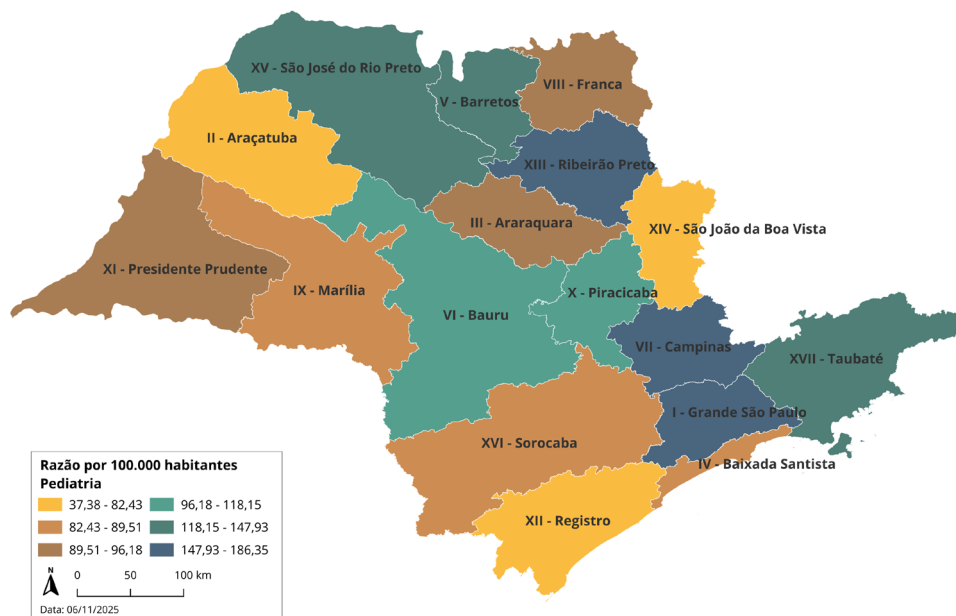 XV - São José do Rio Preto
VIII - Franca
V - Barretos
II - Araçatuba
XIII - Ribeirão Preto
III - Araraquara
XIV - São João da Boa Vista
XI - Presidente Prudente
IX - Marília
X - Piracicaba
VI - Bauru
VII - Campinas
XVII - Taubaté
I - Grande São Paulo
XVI - Sorocaba
IV - Baixada Santista
XII - Registro
Razão por 100.000 habitantes
Pediatria
37,38 - 82,43
82,43 - 89,51
89,51 - 96,18
96,18 - 118,15
118,15 - 147,93
147,93 - 186,35
N
0 50 100 km
Data: 06/11/2025